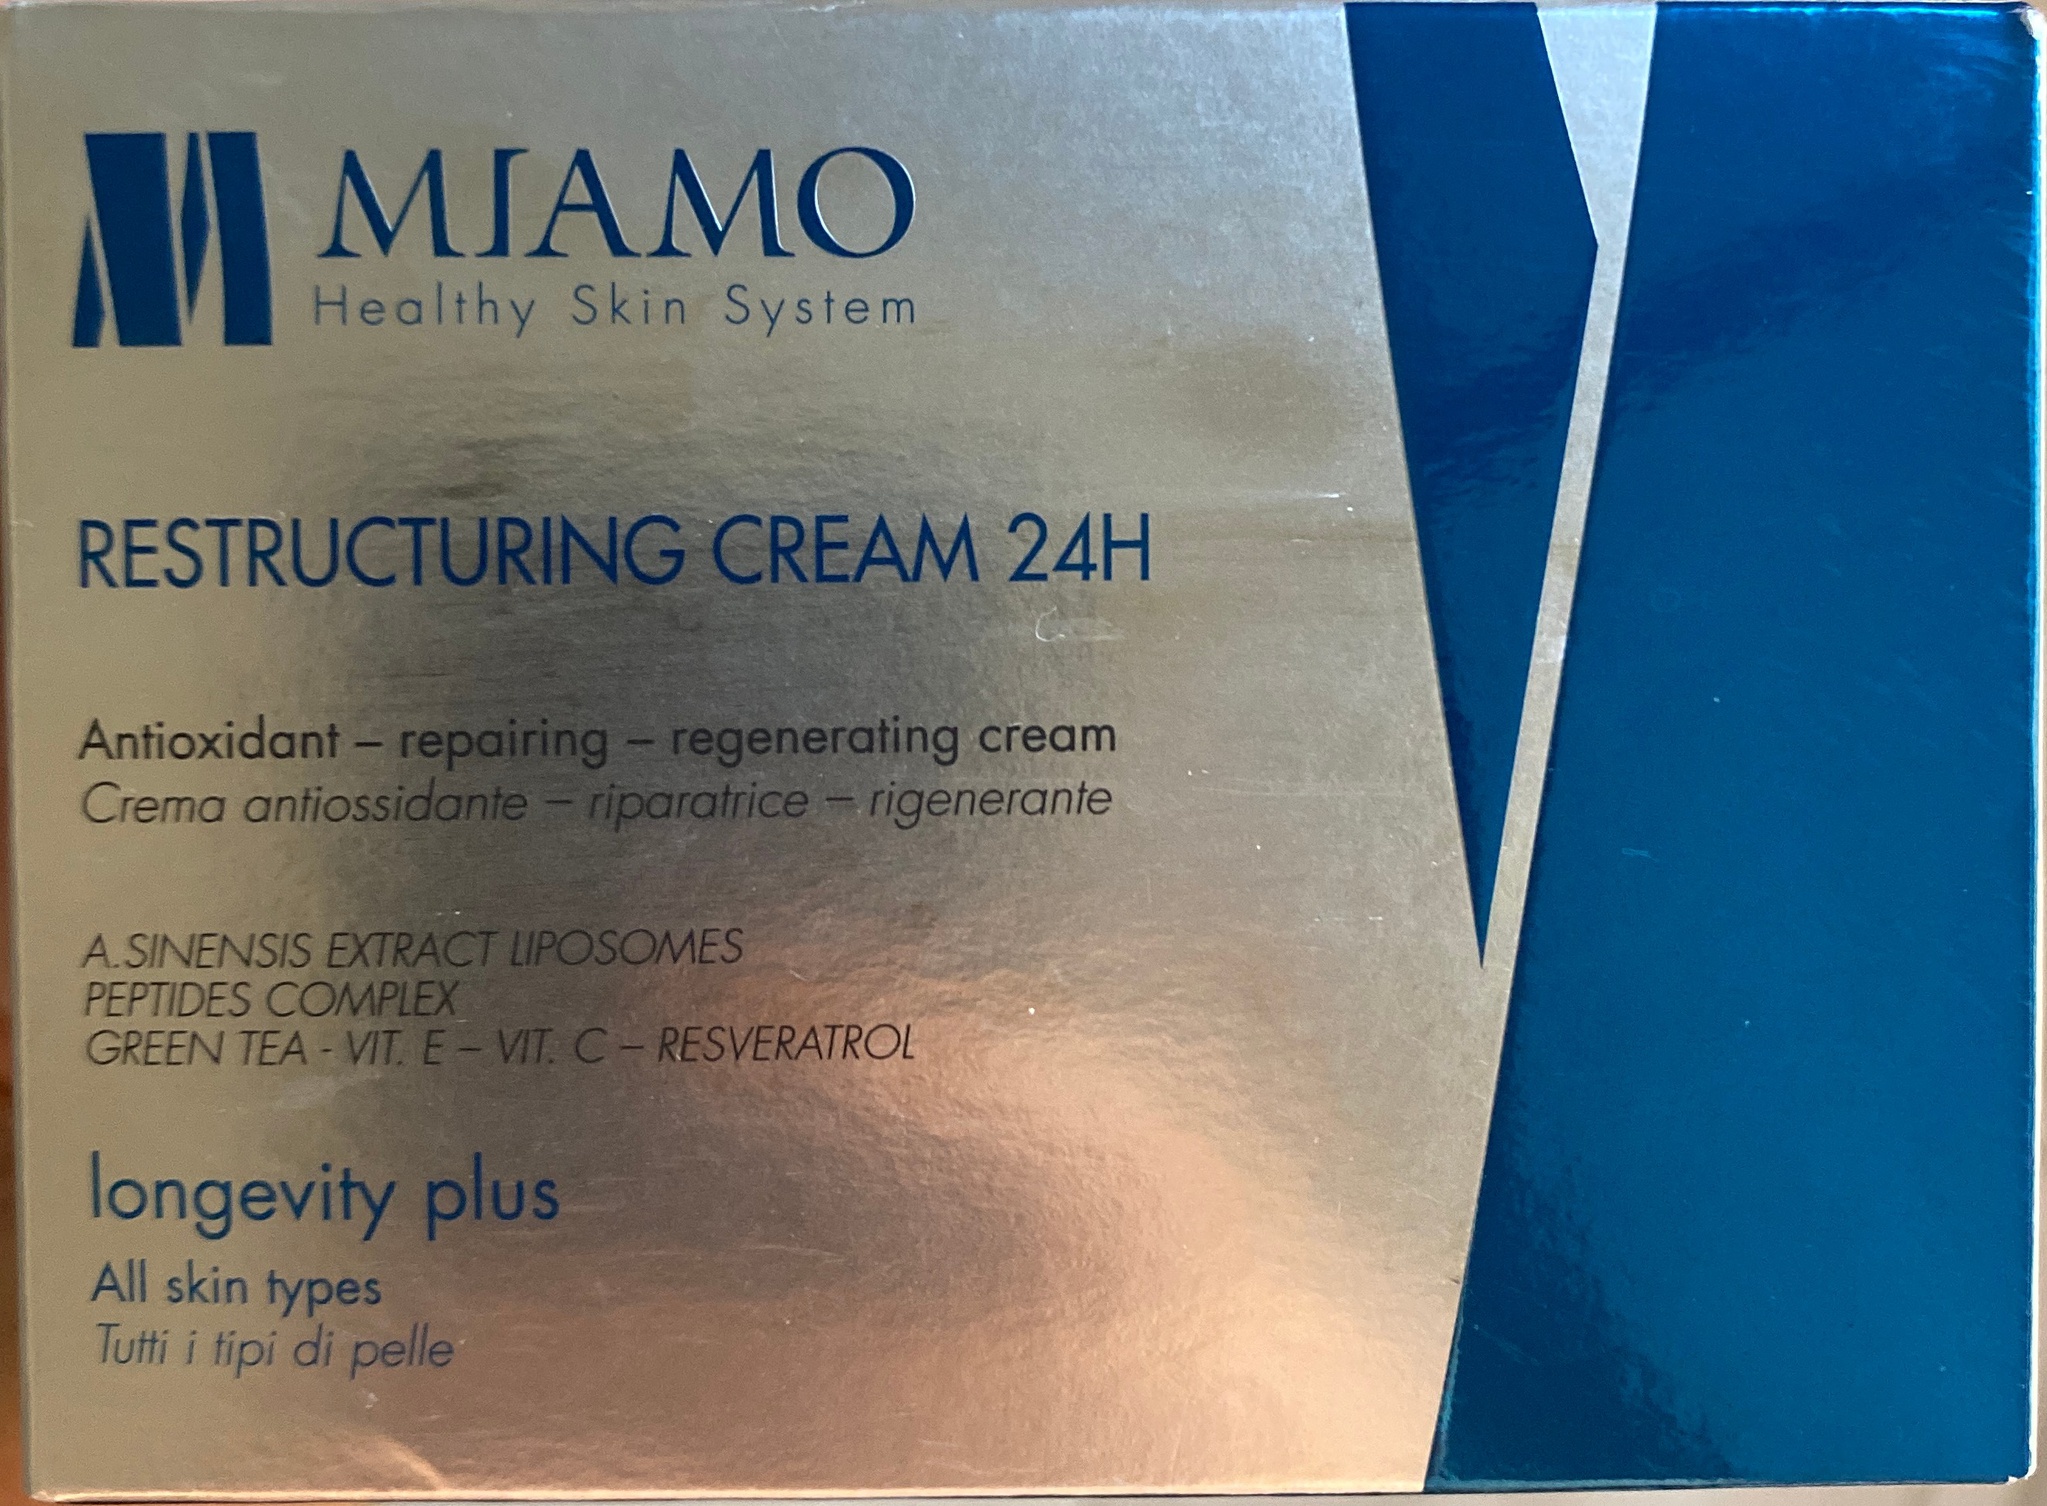 MIAMO
Healthy Skin System
RESTRUCTURING CREAM 24H
Antioxidant – repairing – regenerating cream
Crema antiossidante – riparatrice – rigenerante
A.SINENSIS EXTRACT LIPOSOMES
PEPTIDES COMPLEX
GREEN TEA - VIT. E – VIT. C – RESVERATROL
longevity plus
All skin types
Tutti i tipi di pelle